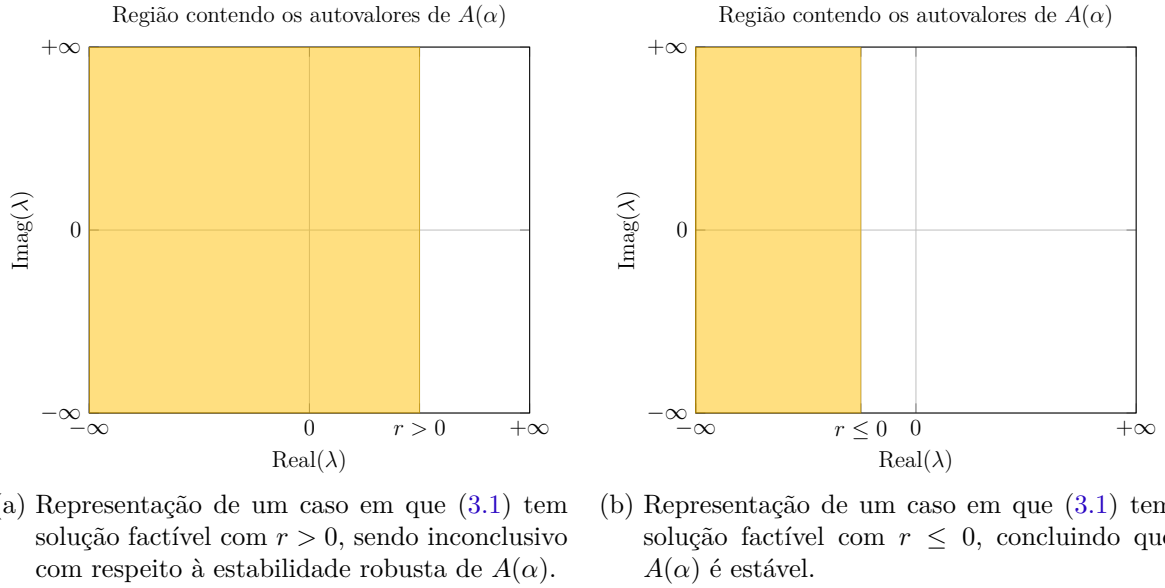 Região contendo os autovalores de A(α)
+∞
Imag(λ)
0
−∞
−∞ 0 r > 0 +∞
Real(λ)
a) Representação de um caso em que (3.1) tem
solução factível com r > 0, sendo inconclusivo
com respeito à estabilidade robusta de A(α).
Região contendo os autovalores de A(α)
+∞
Imag(λ)
0
−∞
−∞ r ≤ 0 0 +∞
Real(λ)
(b) Representação de um caso em que (3.1) tem
solução factível com r ≤ 0, concluindo que
A(α) é estável.